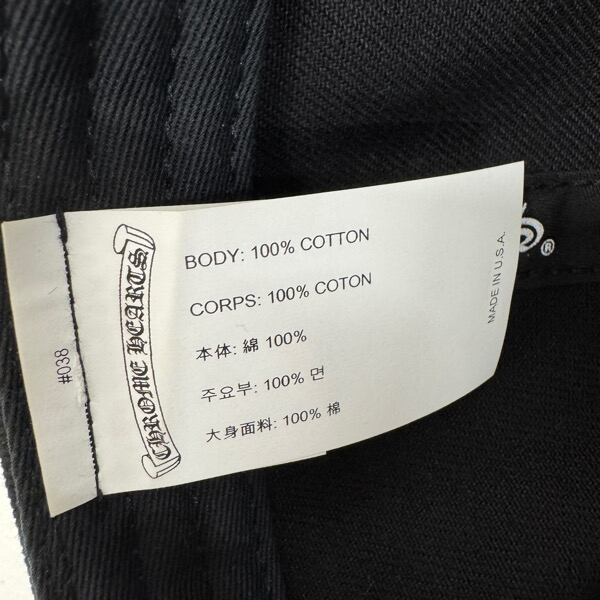 #038
CHROME HEARTS
BODY: 100% COTTON
CORPS: 100% COTON
本体: 綿 100%
주요부: 100% 면
大身面料: 100% 棉
MADE IN U.S.A.
®